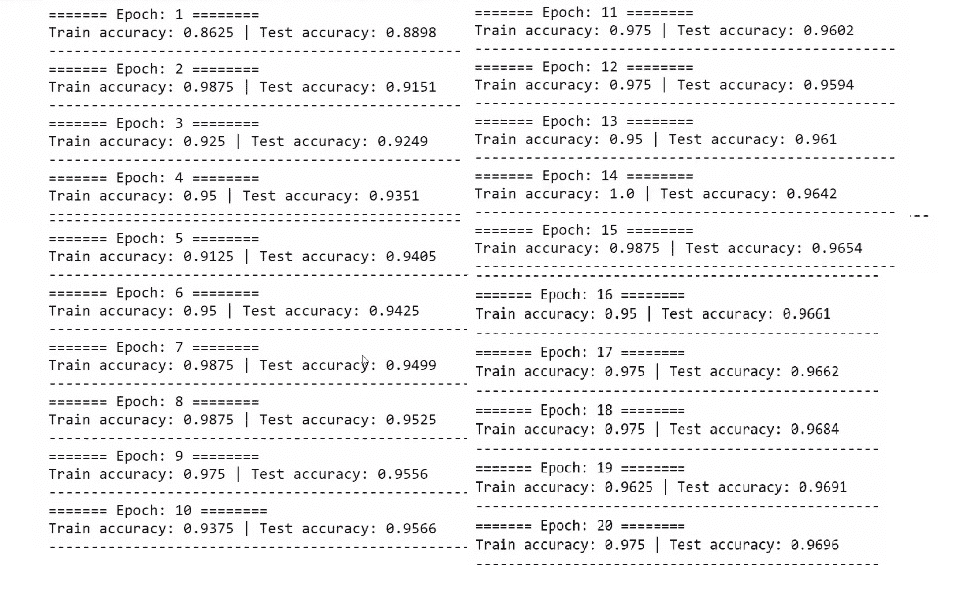 ======= Epoch: 1 ========
Train accuracy: 0.8625 | Test accuracy: 0.8898
--------------------------------------------------
======= Epoch: 2 ========
Train accuracy: 0.9875 | Test accuracy: 0.9151
--------------------------------------------------
======= Epoch: 3 ========
Train accuracy: 0.925 | Test accuracy: 0.9249
--------------------------------------------------
======= Epoch: 4 ========
Train accuracy: 0.95 | Test accuracy: 0.9351
--------------------------------------------------
======= Epoch: 5 ========
Train accuracy: 0.9125 | Test accuracy: 0.9405
--------------------------------------------------
======= Epoch: 6 ========
Train accuracy: 0.95 | Test accuracy: 0.9425
--------------------------------------------------
======= Epoch: 7 ========
Train accuracy: 0.9875 | Test accuracy: 0.9499
--------------------------------------------------
======= Epoch: 8 ========
Train accuracy: 0.9875 | Test accuracy: 0.9525
--------------------------------------------------
======= Epoch: 9 ========
Train accuracy: 0.975 | Test accuracy: 0.9556
--------------------------------------------------
======= Epoch: 10 ========
Train accuracy: 0.9375 | Test accuracy: 0.9566
--------------------------------------------------
======= Epoch: 11 ========
Train accuracy: 0.975 | Test accuracy: 0.9602
--------------------------------------------------
======= Epoch: 12 ========
Train accuracy: 0.975 | Test accuracy: 0.9594
--------------------------------------------------
======= Epoch: 13 ========
Train accuracy: 0.95 | Test accuracy: 0.961
--------------------------------------------------
======= Epoch: 14 ========
Train accuracy: 1.0 | Test accuracy: 0.9642
--------------------------------------------------
======= Epoch: 15 ========
Train accuracy: 0.9875 | Test accuracy: 0.9654
--------------------------------------------------
======= Epoch: 16 ========
Train accuracy: 0.95 | Test accuracy: 0.9661
--------------------------------------------------
======= Epoch: 17 ========
Train accuracy: 0.975 | Test accuracy: 0.9662
--------------------------------------------------
======= Epoch: 18 ========
Train accuracy: 0.975 | Test accuracy: 0.9684
--------------------------------------------------
======= Epoch: 19 ========
Train accuracy: 0.9625 | Test accuracy: 0.9691
--------------------------------------------------
======= Epoch: 20 ========
Train accuracy: 0.975 | Test accuracy: 0.9696
--------------------------------------------------